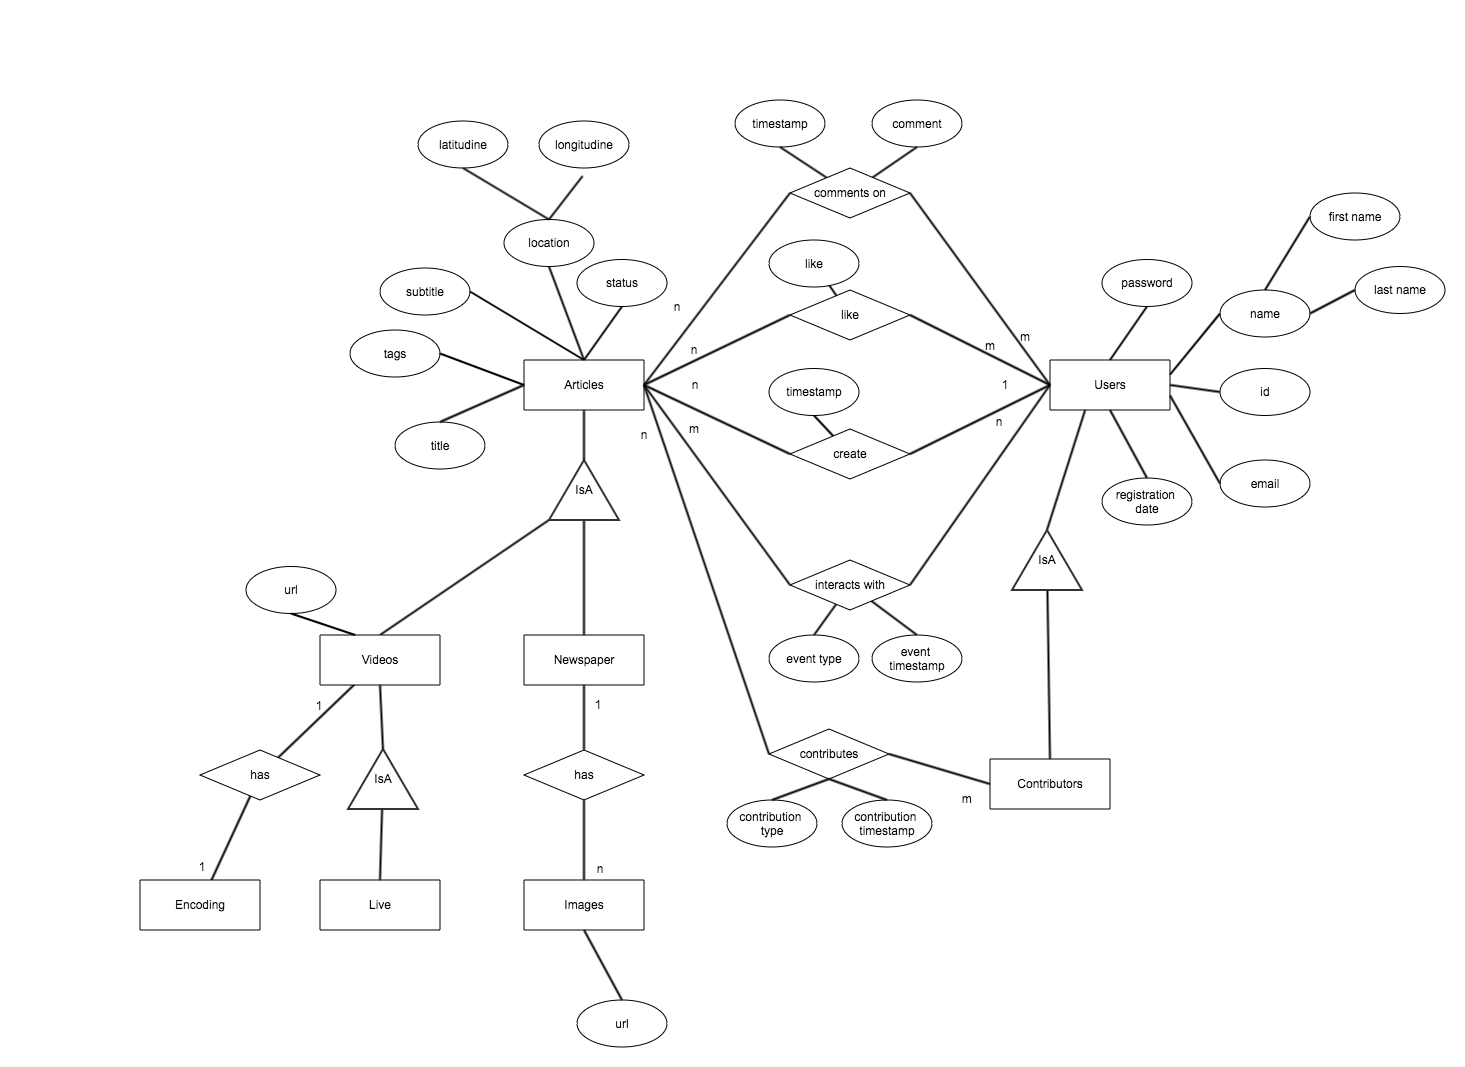 timestamp
comment
latitudine
longitudine
comments on
first name
location
like
subtitle
status
password
last name
n
like
name
m
tags
n
m
Articles
n
timestamp
1
Users
id
m
n
n
title
create
IsA
email
registration
date
IsA
url
interacts with
Videos
Newspaper
event type
event
timestamp
1
1
has
IsA
has
contributes
Contributors
m
contribution
type
contribution
timestamp
1
n
Encoding
Live
Images
url